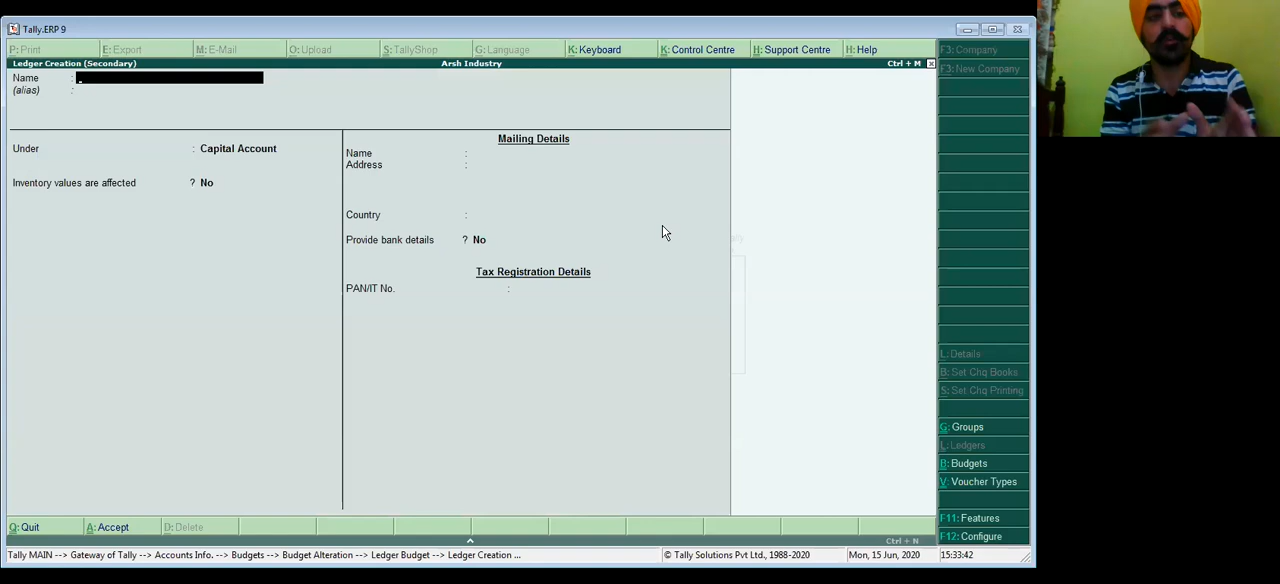 Tally.ERP 9
P: Print E: Export M: E-Mail O: Upload S: TallyShop G: Language K: Keyboard K: Control Centre H: Support Centre H: Help
F3: Company
Ledger Creation (Secondary) Arsh Industry Ctrl + M
F3: New Company
Name :
(alias) :
Mailing Details
Under : Capital Account
Name :
Address :
Inventory values are affected ? No
Country :
Provide bank details ? No
Tax Registration Details
PAN/IT No. :
L: Details
B: Set Chq Books
S: Set Chq Printing
G: Groups
L: Ledgers
B: Budgets
V: Voucher Types
F11: Features
F12: Configure
Q: Quit A: Accept D: Delete
Ctrl + N
Tally MAIN --> Gateway of Tally --> Accounts Info. --> Budgets --> Budget Alteration --> Ledger Budget --> Ledger Creation ... © Tally Solutions Pvt Ltd., 1988-2020 Mon, 15 Jun, 2020 15:33:42